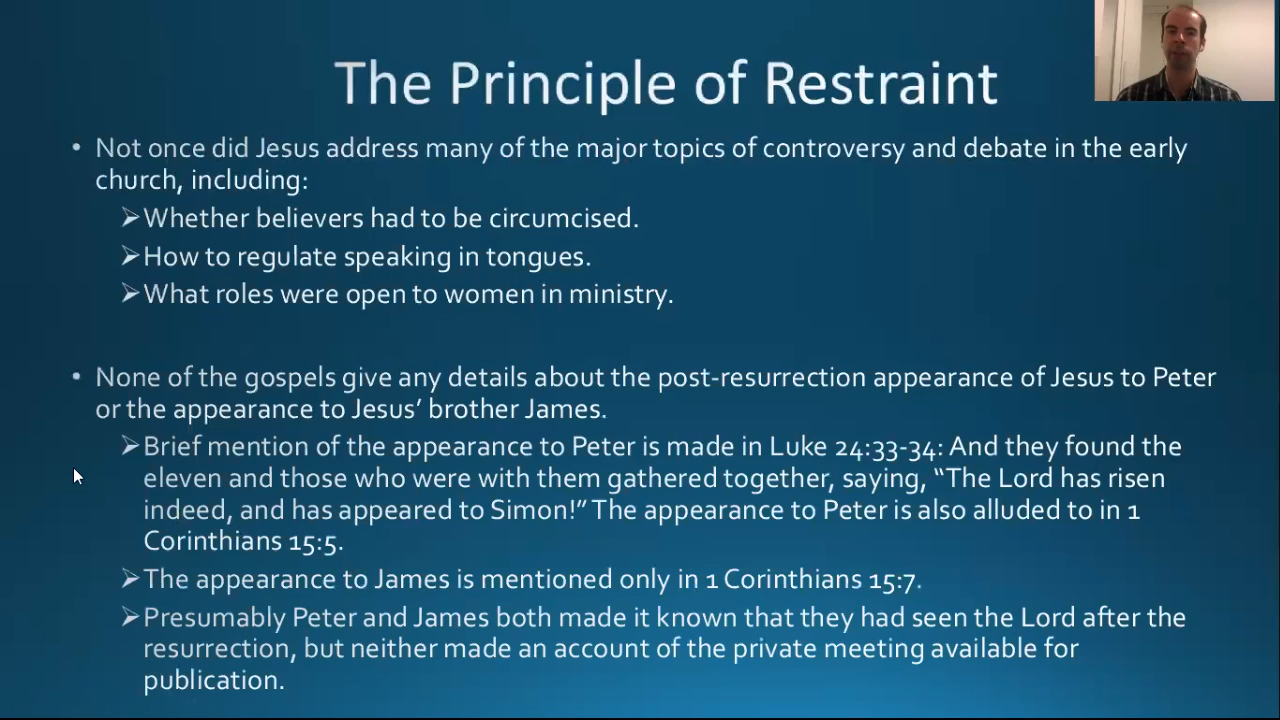 The Principle of Restraint
• Not once did Jesus address many of the major topics of controversy and debate in the early
church, including:
➢Whether believers had to be circumcised.
➢How to regulate speaking in tongues.
➢What roles were open to women in ministry.
• None of the gospels give any details about the post-resurrection appearance of Jesus to Peter
or the appearance to Jesus’ brother James.
➢Brief mention of the appearance to Peter is made in Luke 24:33-34: And they found the
eleven and those who were with them gathered together, saying, “The Lord has risen
indeed, and has appeared to Simon!” The appearance to Peter is also alluded to in 1
Corinthians 15:5.
➢The appearance to James is mentioned only in 1 Corinthians 15:7.
➢Presumably Peter and James both made it known that they had seen the Lord after the
resurrection, but neither made an account of the private meeting available for
publication.